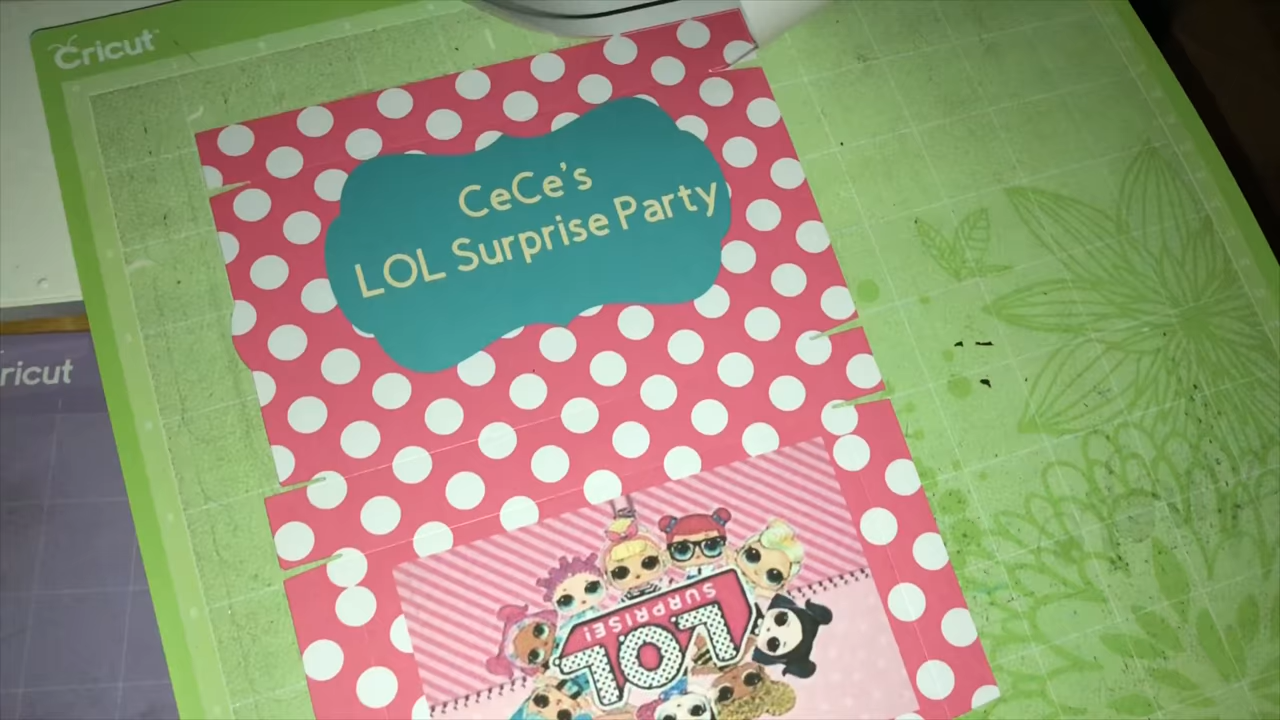 Cricut
CeCe's
LOL Surprise Party
ricut
LOL
SURPRISE!